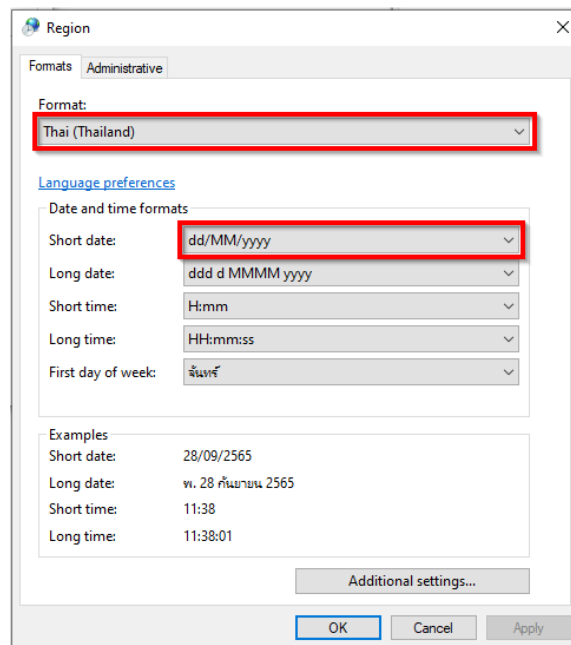 Region
Formats Administrative
Format:
Thai (Thailand)
Language preferences
Date and time formats
Short date: dd/MM/yyyy
Long date: ddd d MMMM yyyy
Short time: H:mm
Long time: HH:mm:ss
First day of week: จันทร์
Examples
Short date: 28/09/2565
Long date: พ. 28 กันยายน 2565
Short time: 11:38
Long time: 11:38:01
Additional settings...
OK Cancel Apply